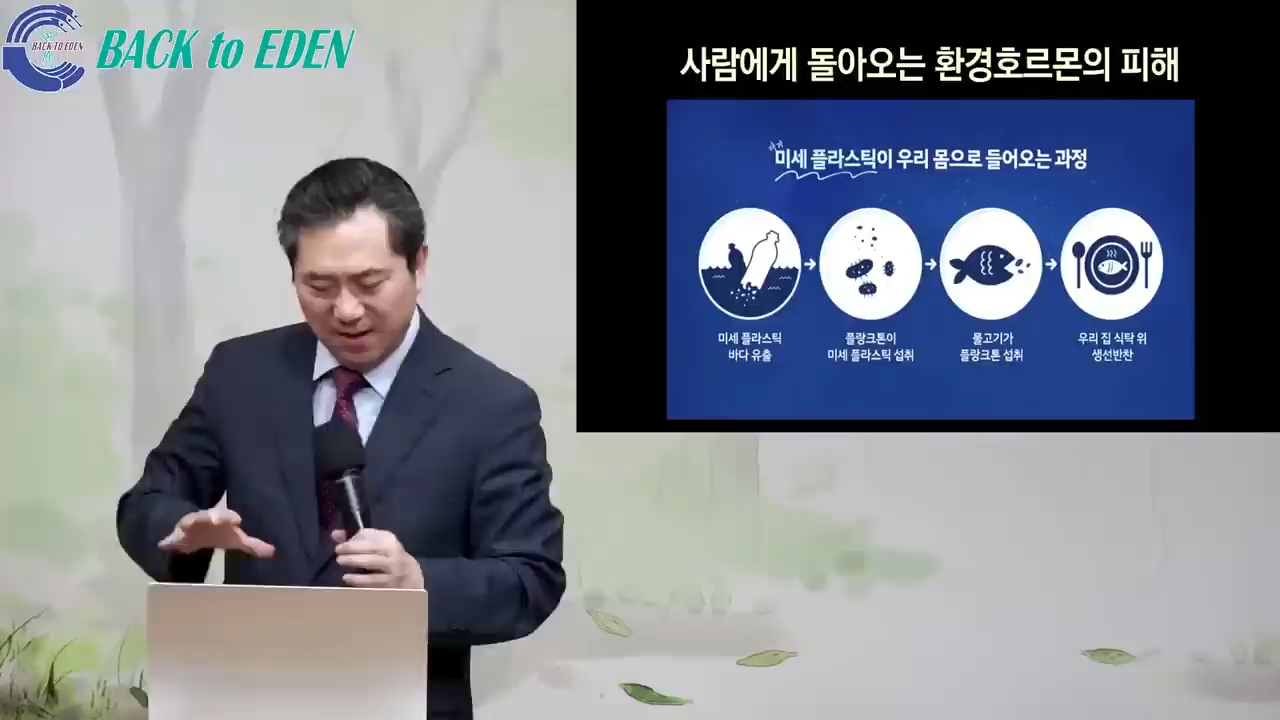 BACK TO EDEN
BACK to EDEN
사람에게 돌아오는 환경호르몬의 피해
미세 플라스틱이 우리 몸으로 들어오는 과정
미세 플라스틱
바다 유출
플랑크톤이
미세 플라스틱 섭취
물고기가
플랑크톤 섭취
우리 집 식탁 위
생선반찬